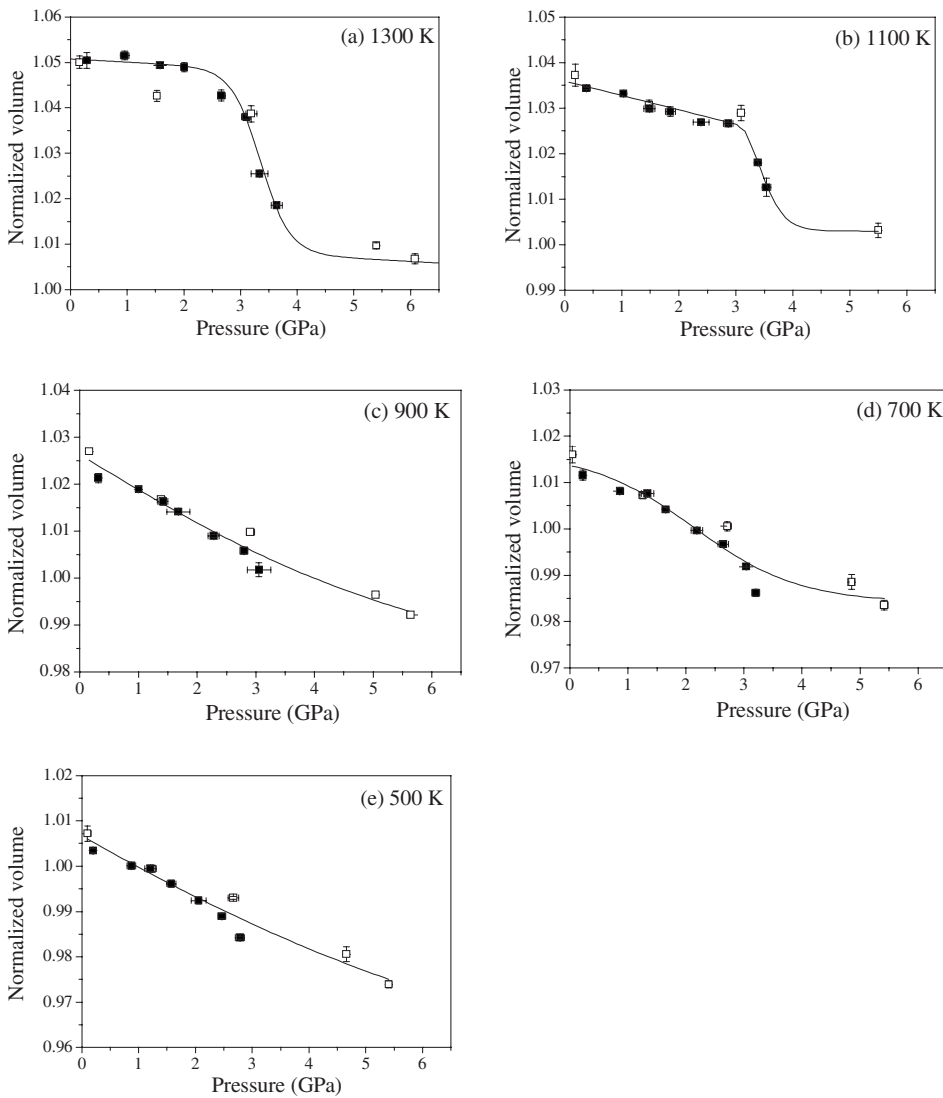 (a) 1300 K
1.06
1.05
1.04
1.03
1.02
1.01
1.00
Normalized volume
0 1 2 3 4 5 6
Pressure (GPa)
(b) 1100 K
1.05
1.04
1.03
1.02
1.01
1.00
0.99
Normalized volume
0 1 2 3 4 5 6
Pressure (GPa)
(c) 900 K
1.04
1.03
1.02
1.01
1.00
0.99
0.98
Normalized volume
0 1 2 3 4 5 6
Pressure (GPa)
(d) 700 K
1.03
1.02
1.01
1.00
0.99
0.98
0.97
Normalized volume
0 1 2 3 4 5 6
Pressure (GPa)
(e) 500 K
1.02
1.01
1.00
0.99
0.98
0.97
0.96
Normalized volume
0 1 2 3 4 5 6
Pressure (GPa)